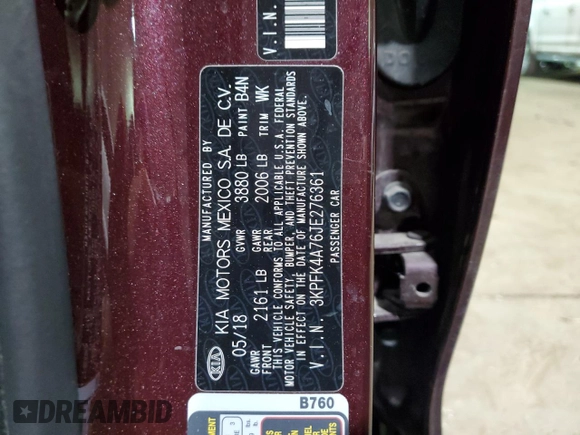 MANUFACTURED BY
KIA MOTORS MEXICO S.A. DE C.V.
05/18 GVWR 3880 LB PAINT B4N
GAWR FRONT 2161 LB GAWR REAR 2006 LB TRIM WK
THIS VEHICLE CONFORMS TO ALL APPLICABLE U.S.A. FEDERAL
MOTOR VEHICLE SAFETY, BUMPER, AND THEFT PREVENTION STANDARDS
IN EFFECT ON THE DATE OF MANUFACTURE SHOWN ABOVE.
V.I.N. 3KPFK4A76JE276361
PASSENGER CAR
KIA
V.I.N.
B760
DREAMBID